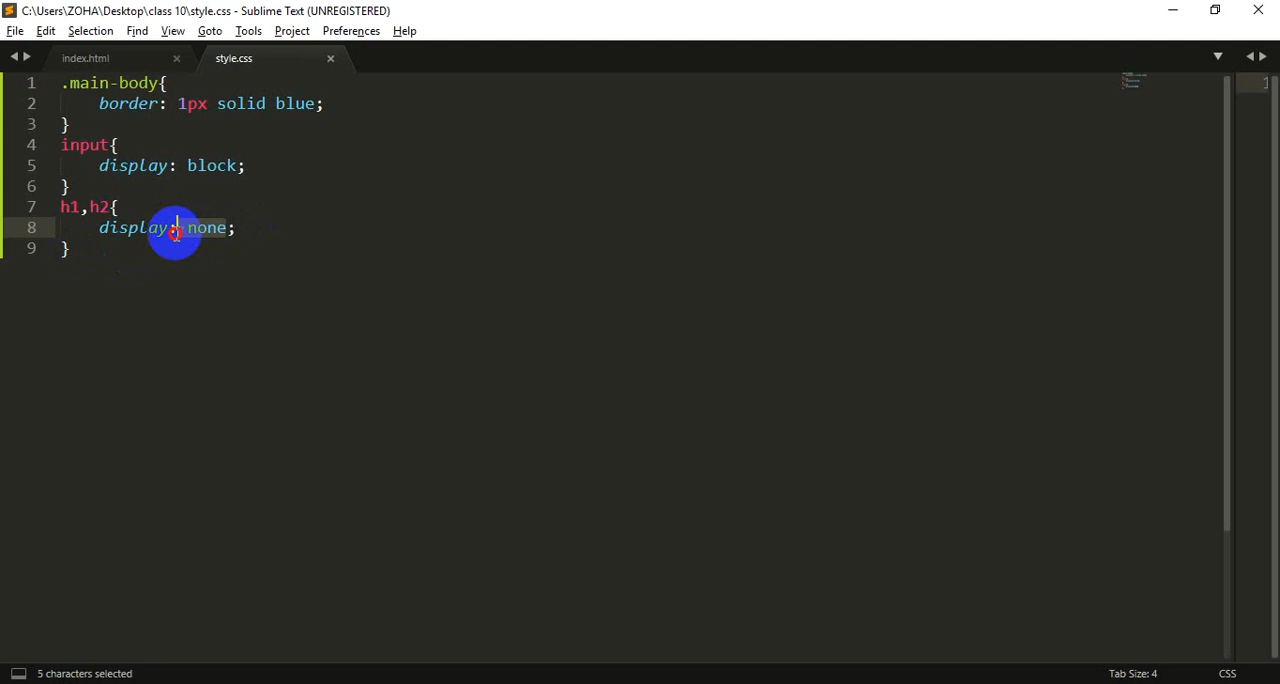 C:\Users\ZOHA\Desktop\class 10\style.css - Sublime Text (UNREGISTERED)
File Edit Selection Find View Goto Tools Project Preferences Help
index.html style.css
1 .main-body{ 1
2 border: 1px solid blue;
3 }
4 input{
5 display: block;
6 }
7 h1,h2{
8 display: none;
9 }
5 characters selected Tab Size: 4 CSS